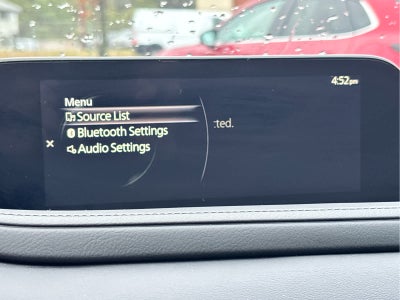 4:52pm
Menu
Source List
:ted.
Bluetooth Settings
Audio Settings